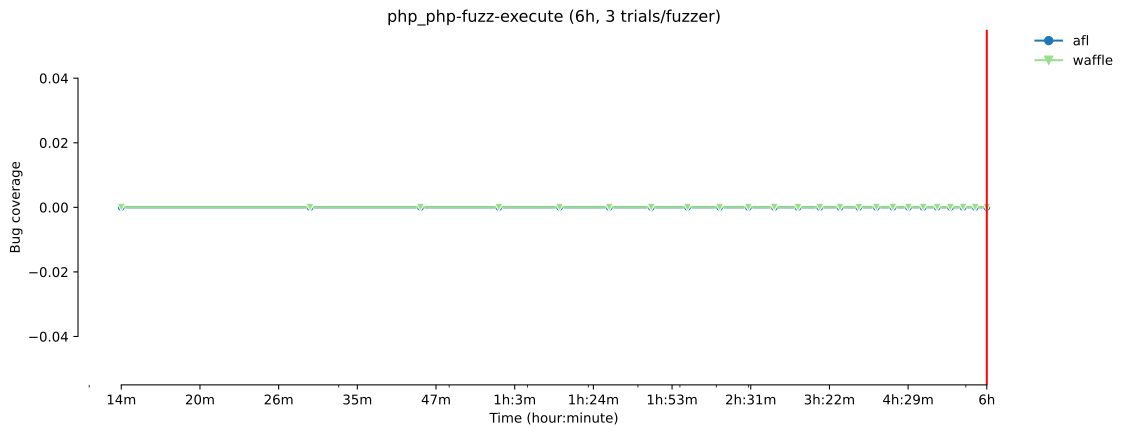 php_php-fuzz-execute (6h, 3 trials/fuzzer)
afl
waffle
0.04
0.02
0.00
−0.02
−0.04
Bug coverage
14m 20m 26m 35m 47m 1h:3m 1h:24m 1h:53m 2h:31m 3h:22m 4h:29m 6h
Time (hour:minute)